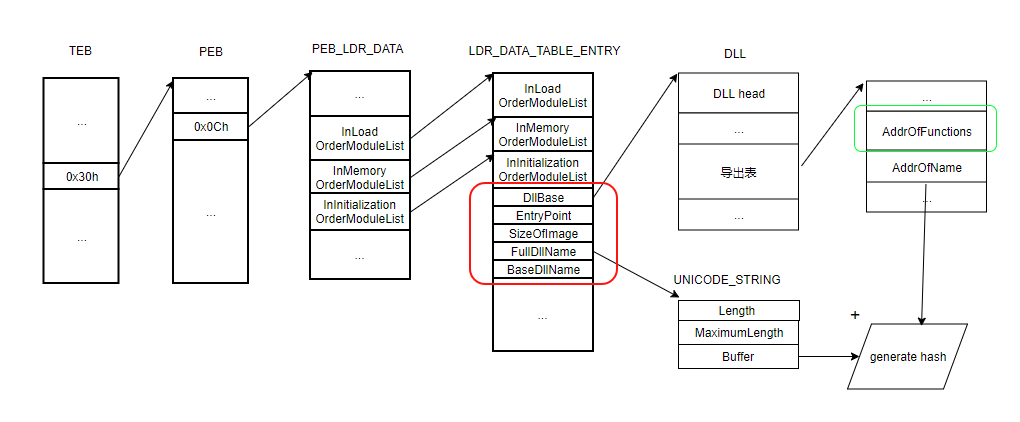 TEB
...
0x30h
...
PEB
...
0x0Ch
...
PEB_LDR_DATA
...
InLoad
OrderModuleList
InMemory
OrderModuleList
InInitialization
OrderModuleList
...
LDR_DATA_TABLE_ENTRY
InLoad
OrderModuleList
InMemory
OrderModuleList
InInitialization
OrderModuleList
DllBase
EntryPoint
SizeOfImage
FullDllName
BaseDllName
...
DLL
DLL head
...
导出表
...
...
AddrOfFunctions
AddrOfName
...
UNICODE_STRING
Length
MaximumLength
Buffer
+
generate hash